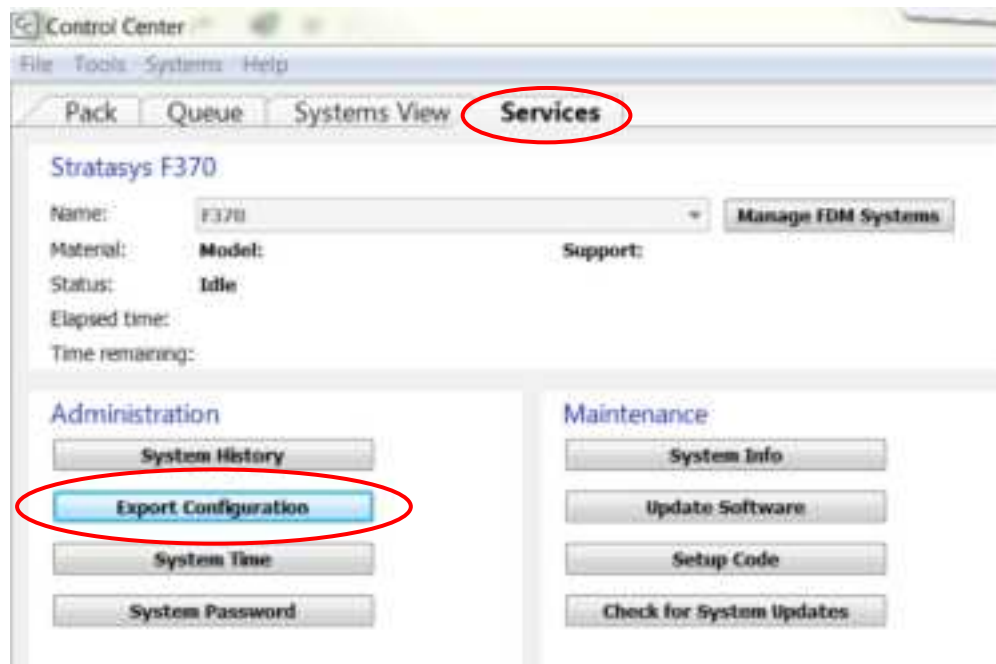 Control Center
File Tools Systems Help
Pack Queue Systems View Services
Stratasys F370
Name: F370 Manage FDM Systems
Material: Model: Support:
Status: Idle
Elapsed time:
Time remaining:
Administration Maintenance
System History System Info
Export Configuration Update Software
System Time Setup Code
System Password Check for System Updates